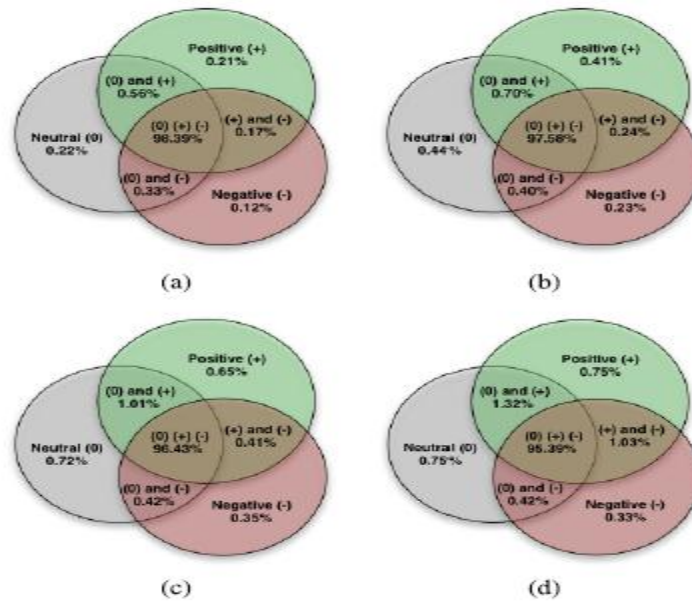 Positive (+)
0.21%
(0) and (+)
0.56%
(0) (+) (-)
98.39%
(+) and (-)
0.17%
Neutral (0)
0.22%
(0) and (-)
0.33%
Negative (-)
0.12%
(a)
Positive (+)
0.41%
(0) and (+)
0.70%
(0) (+) (-)
97.58%
(+) and (-)
0.24%
Neutral (0)
0.44%
(0) and (-)
0.40%
Negative (-)
0.23%
(b)
Positive (+)
0.65%
(0) and (+)
1.01%
(0) (+) (-)
96.43%
(+) and (-)
0.41%
Neutral (0)
0.72%
(0) and (-)
0.42%
Negative (-)
0.35%
(c)
Positive (+)
0.75%
(0) and (+)
1.32%
(0) (+) (-)
95.39%
(+) and (-)
1.03%
Neutral (0)
0.75%
(0) and (-)
0.42%
Negative (-)
0.33%
(d)